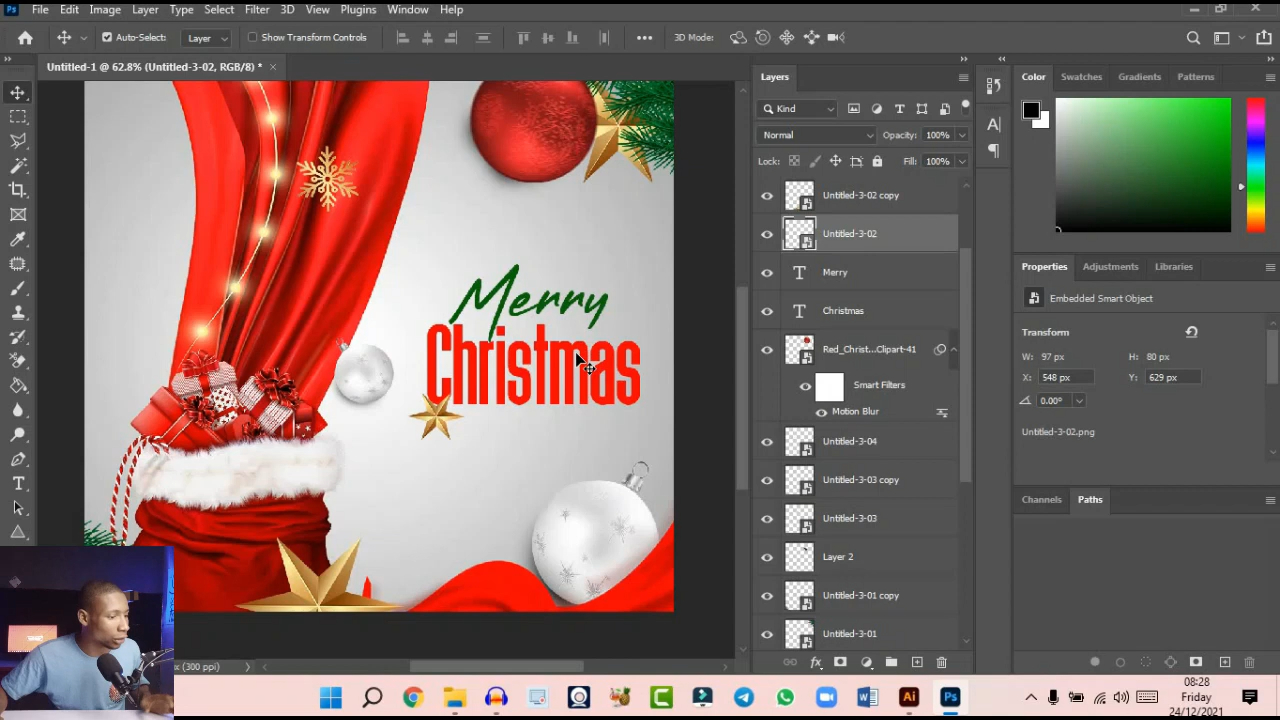 Ps File Edit Image Layer Type Select Filter 3D View Plugins Window Help
Auto-Select: Layer Show Transform Controls 3D Mode:
Untitled-1 @ 62.8% (Untitled-3-02, RGB/8) * ×
Merry
Christmas
x (300 ppi)
Layers
Kind
Normal Opacity: 100%
Lock: Fill: 100%
Untitled-3-02 copy
Untitled-3-02
T Merry
T Christmas
Red_Christ...Clipart-41
Smart Filters
Motion Blur
Untitled-3-04
Untitled-3-03 copy
Untitled-3-03
Layer 2
Untitled-1-01 copy
Untitled-1-01
fx
Color Swatches Gradients Patterns
Properties Adjustments Libraries
Embedded Smart Object
Transform
W: 97 px H: 80 px
X: 548 px Y: 629 px
0.00°
Untitled-3-02.png
Channels Paths
08:28
Friday
24/12/2021